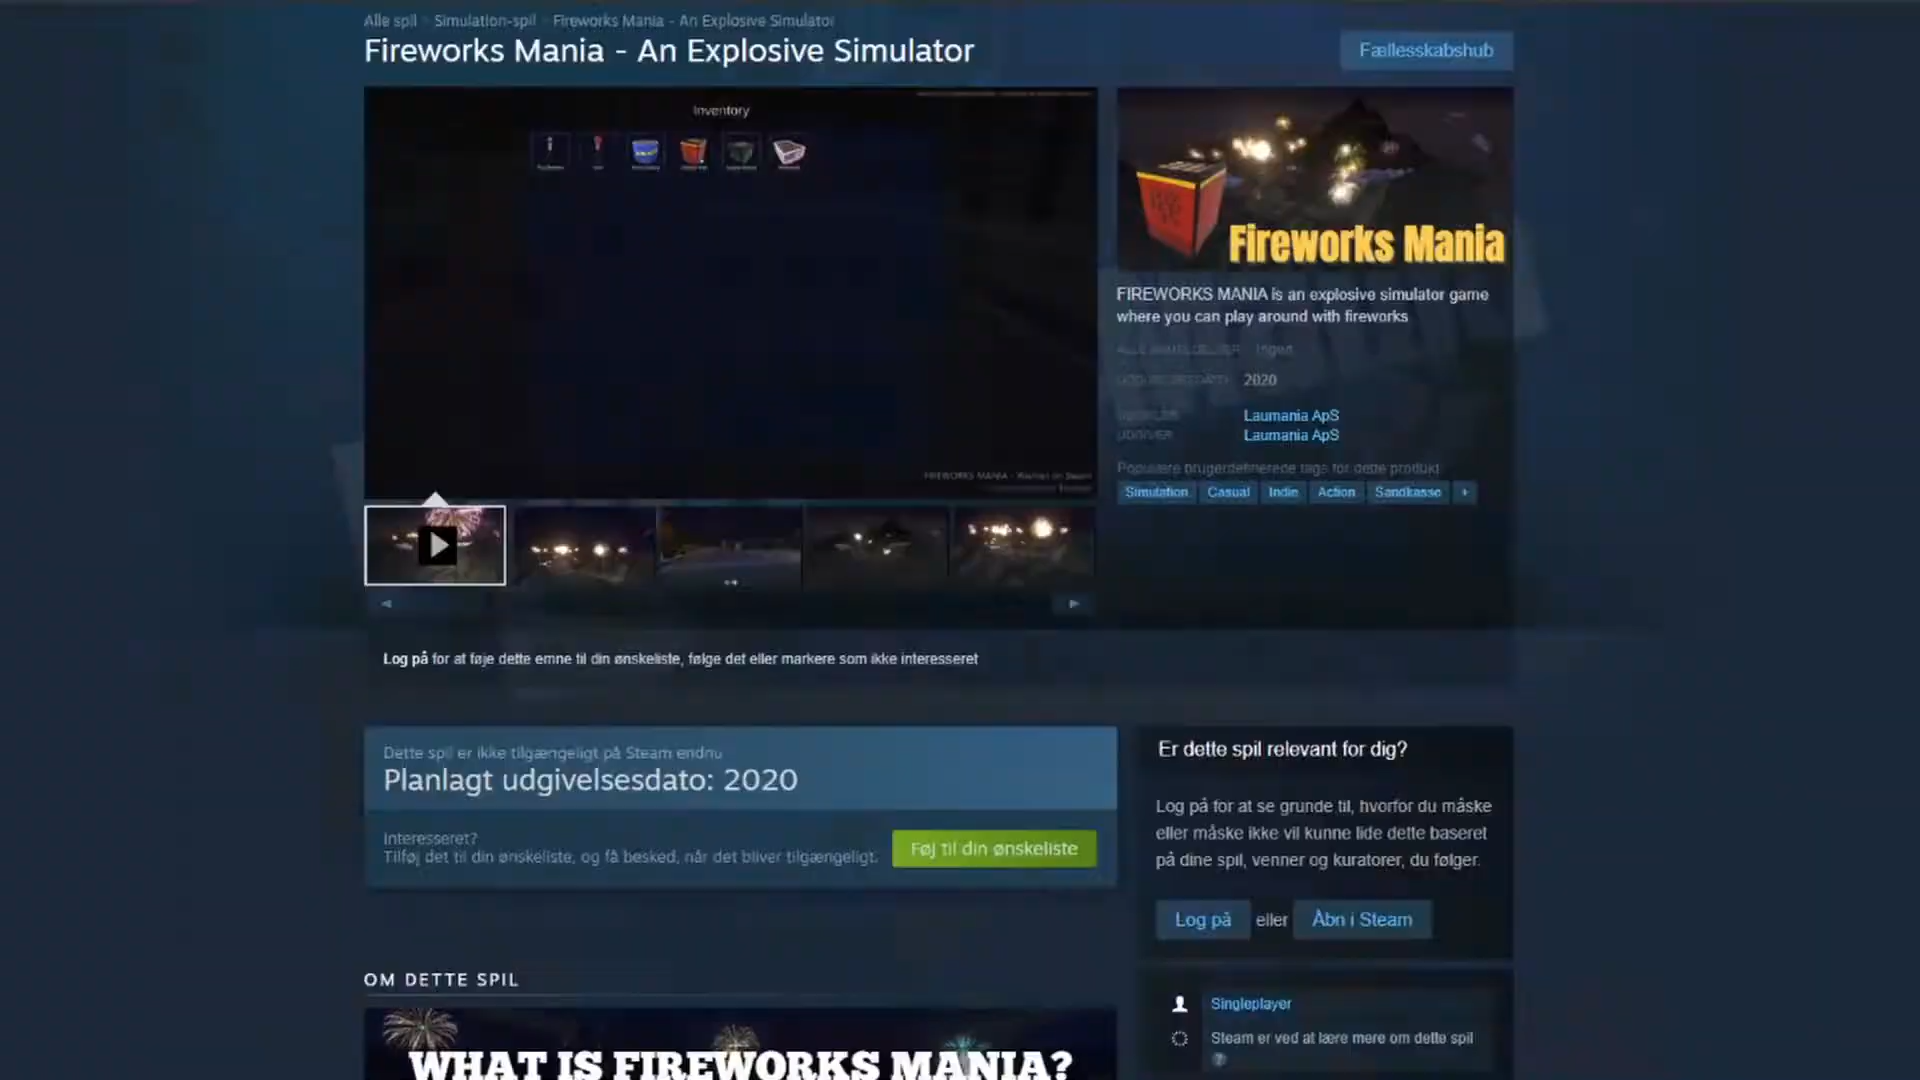 Alle spil > Simulation-spil > Fireworks Mania - An Explosive Simulator
Fireworks Mania - An Explosive Simulator
Fællesskabshub
Inventory
Fireworks Mania
FIREWORKS MANIA is an explosive simulator game
where you can play around with fireworks
ALLE ANMELDELSER: Ingen
UDGIVELSESDATO: 2020
UDVIKLER: Laumania ApS
UDGIVER: Laumania ApS
Populære brugerdefinerede tags for dette produkt:
Simulation Casual Indie Action Sandkasse +
Log på for at føje dette emne til din ønskeliste, følge det eller markere som ikke interesseret
Dette spil er ikke tilgængeligt på Steam endnu
Planlagt udgivelsesdato: 2020
Interesseret?
Tilføj det til din ønskeliste, og få besked, når det bliver tilgængeligt.
Føj til din ønskeliste
Er dette spil relevant for dig?
Log på for at se grunde til, hvorfor du måske
eller måske ikke vil kunne lide dette baseret
på dine spil, venner og kuratorer, du følger.
Log på eller Åbn i Steam
OM DETTE SPIL
WHAT IS FIREWORKS MANIA?
Singleplayer
Steam er ved at lære mere om dette spil
?